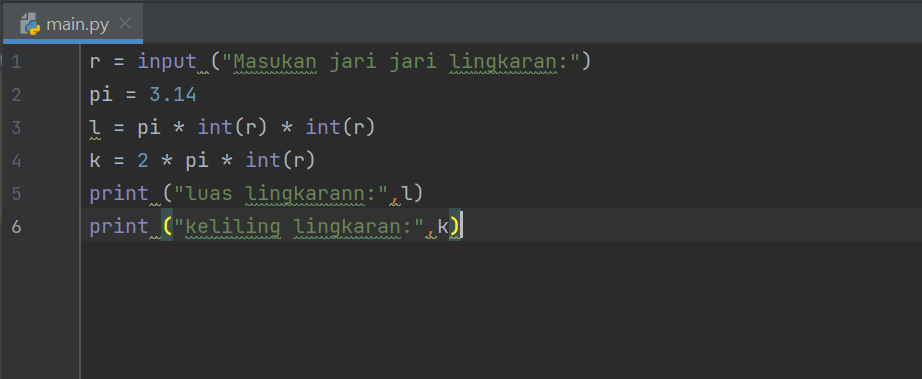 main.py
1 r = input ("Masukan jari jari lingkaran:")
2 pi = 3.14
3 l = pi * int(r) * int(r)
4 k = 2 * pi * int(r)
5 print ("luas lingkarann:",l)
6 print ("keliling lingkaran:",k)